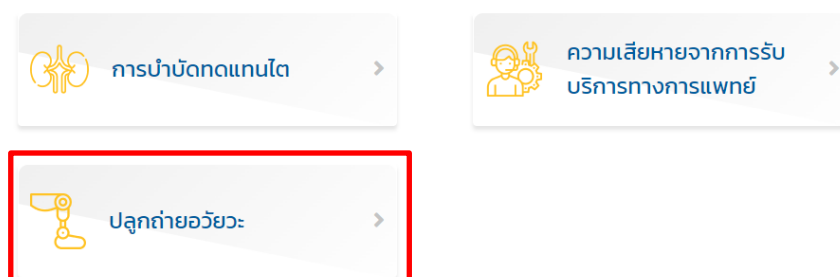 การบำบัดทดแทนไต
ความเสียหายจากการรับ
บริการทางการแพทย์
ปลูกถ่ายอวัยวะ